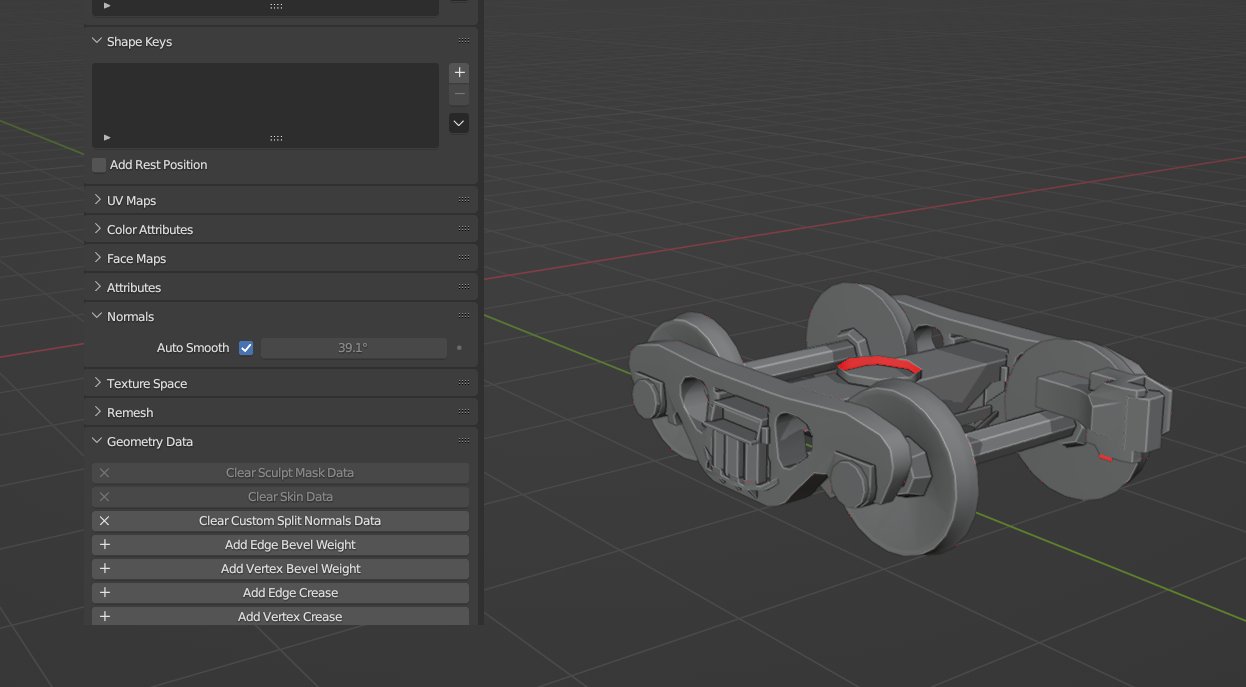 Shape Keys
Add Rest Position
UV Maps
Color Attributes
Face Maps
Attributes
Normals
Auto Smooth 39.1°
Texture Space
Remesh
Geometry Data
Clear Sculpt Mask Data
Clear Skin Data
Clear Custom Split Normals Data
Add Edge Bevel Weight
Add Vertex Bevel Weight
Add Edge Crease
Add Vertex Crease